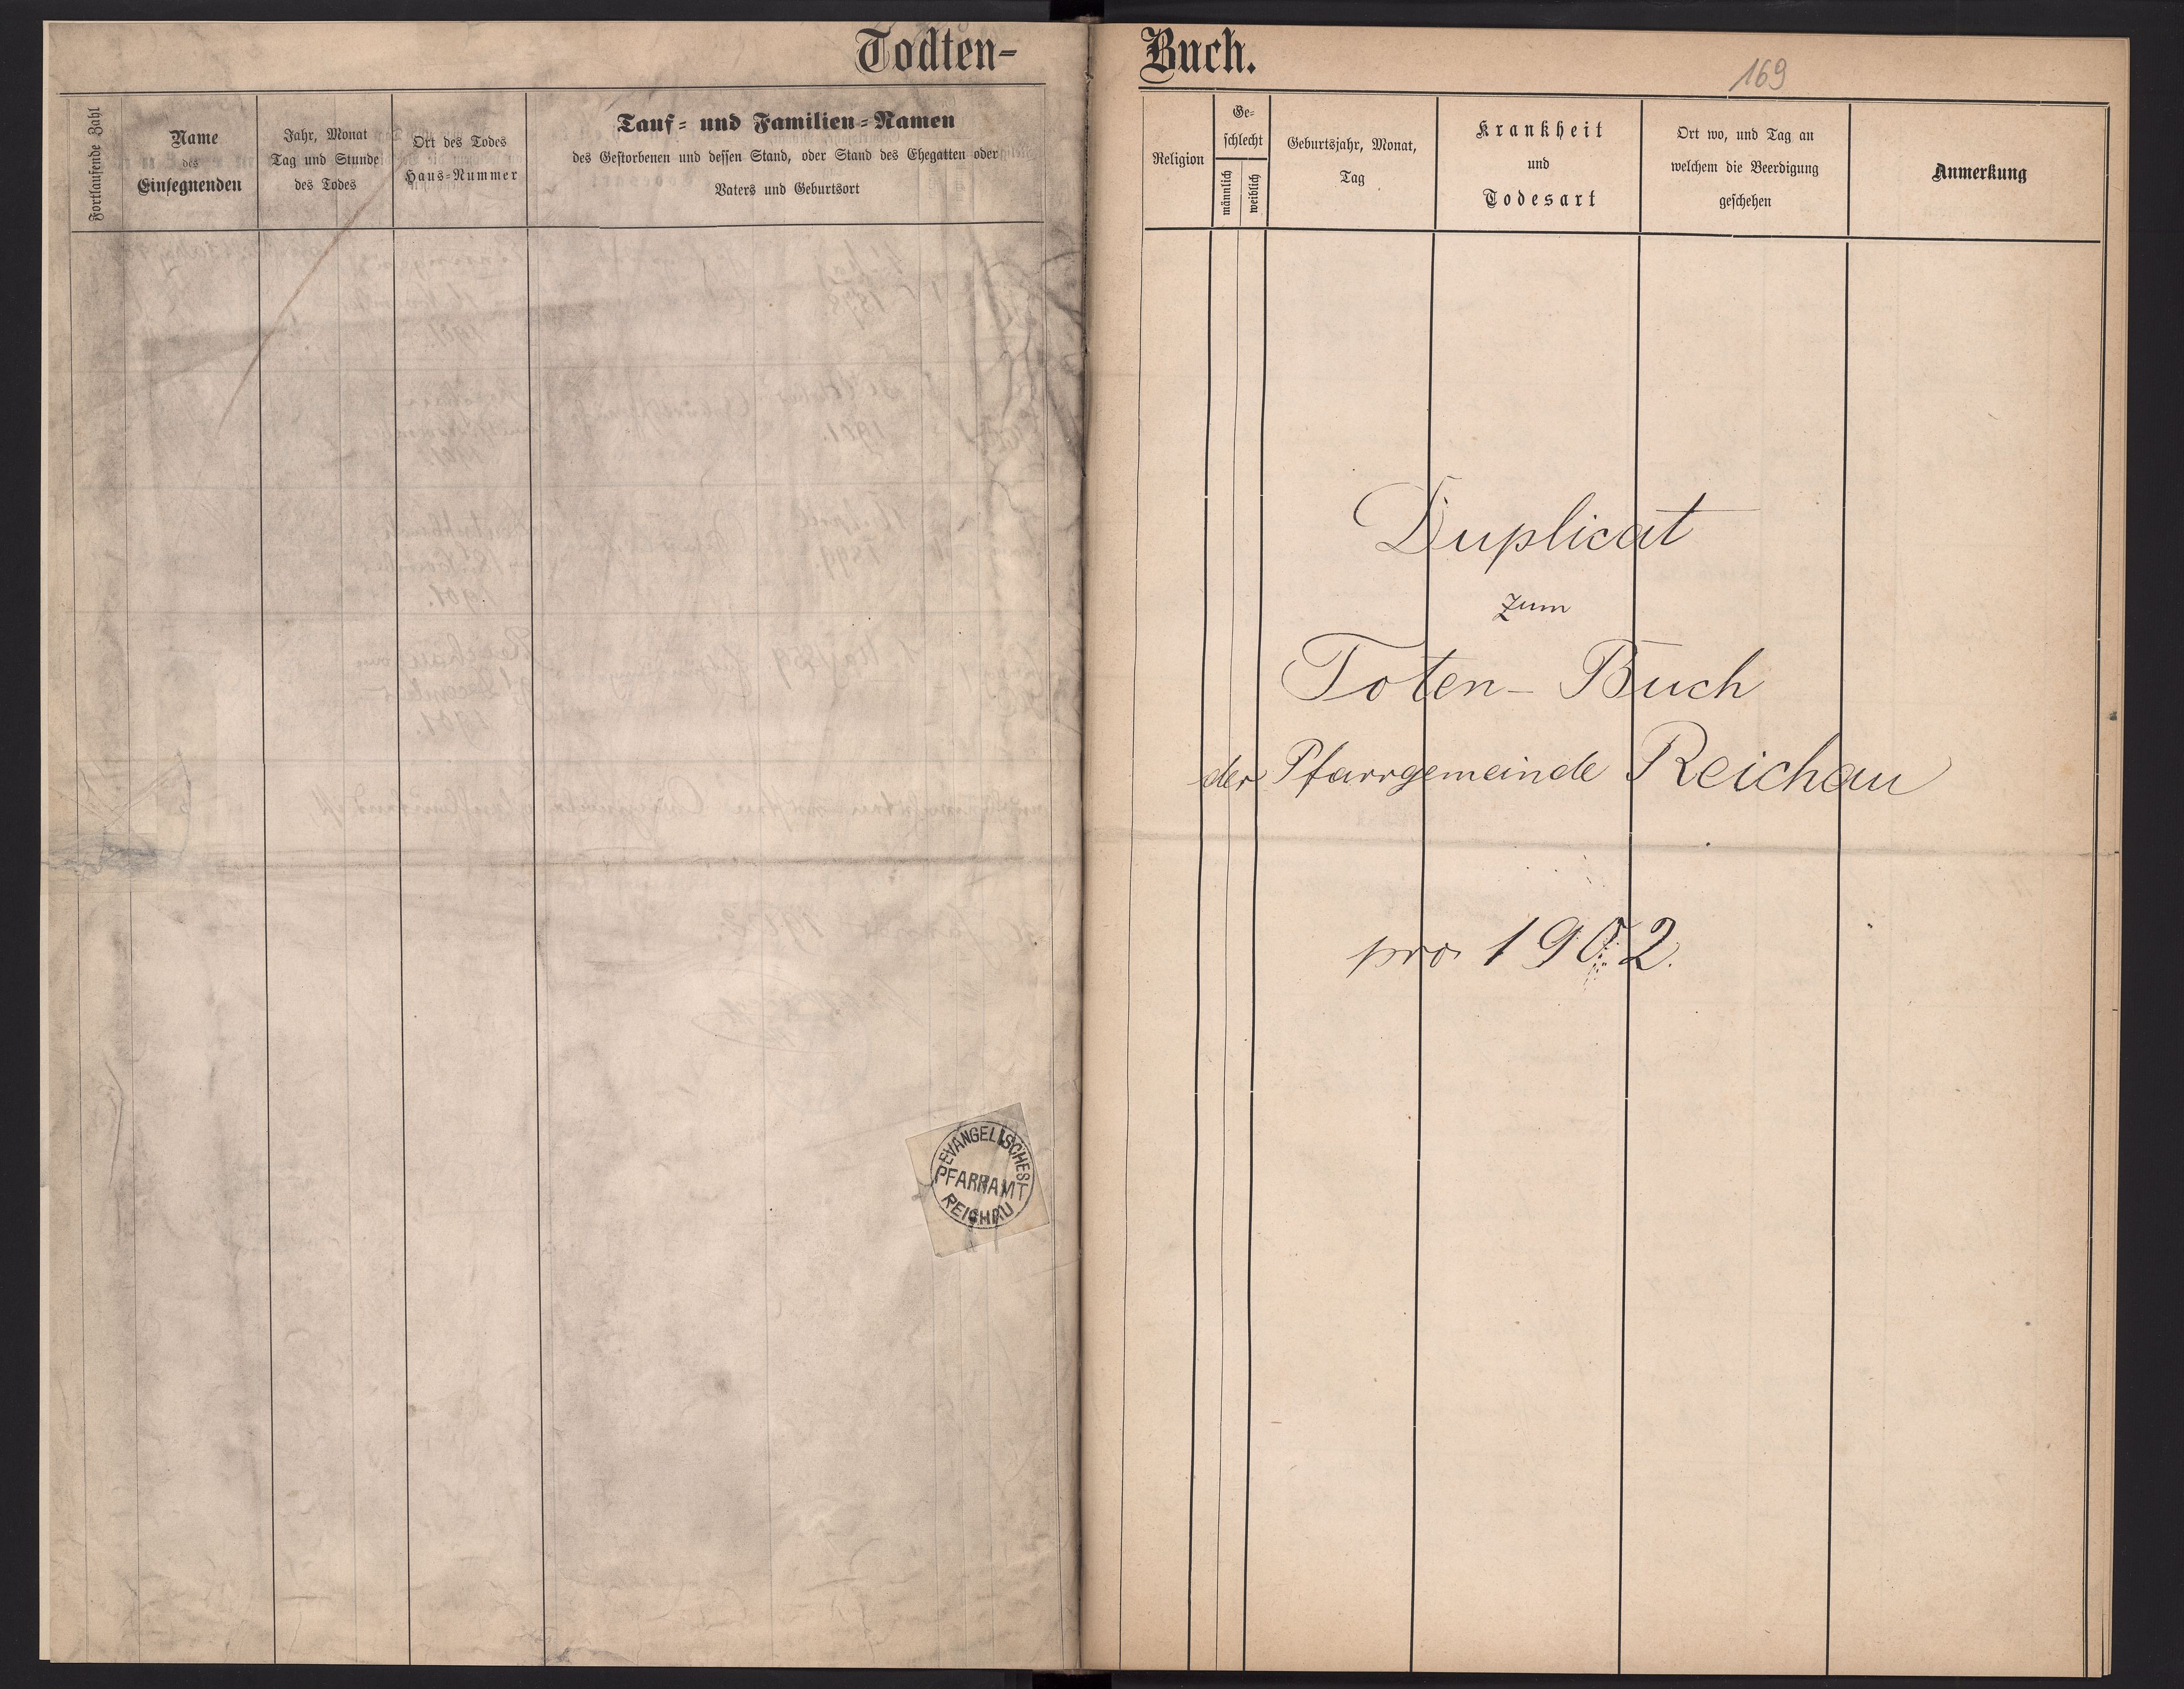 Todten-
Fortlaufende Zahl
Name
des
Einsegnenden
Jahr, Monat
Tag und Stunde
des Todes
Ort des Todes
Haus-Nummer
Tauf- und Familien-Namen
des Gestorbenen und dessen Stand, oder Stand des Ehegatten oder
Vaters und Geburtsort
EVANGELISCHES
PFARRAMT
REICHAU
Buch.
169
Religion
Ge-
schlecht
männlich
weiblich
Geburtsjahr, Monat,
Tag
Krankheit
und
Todesart
Ort wo, und Tag an
welchem die Beerdigung
geschehen
Anmerkung
Duplicat
zum
Toten-Buch
der Pfarrgemeinde Reichau
pro 1902.